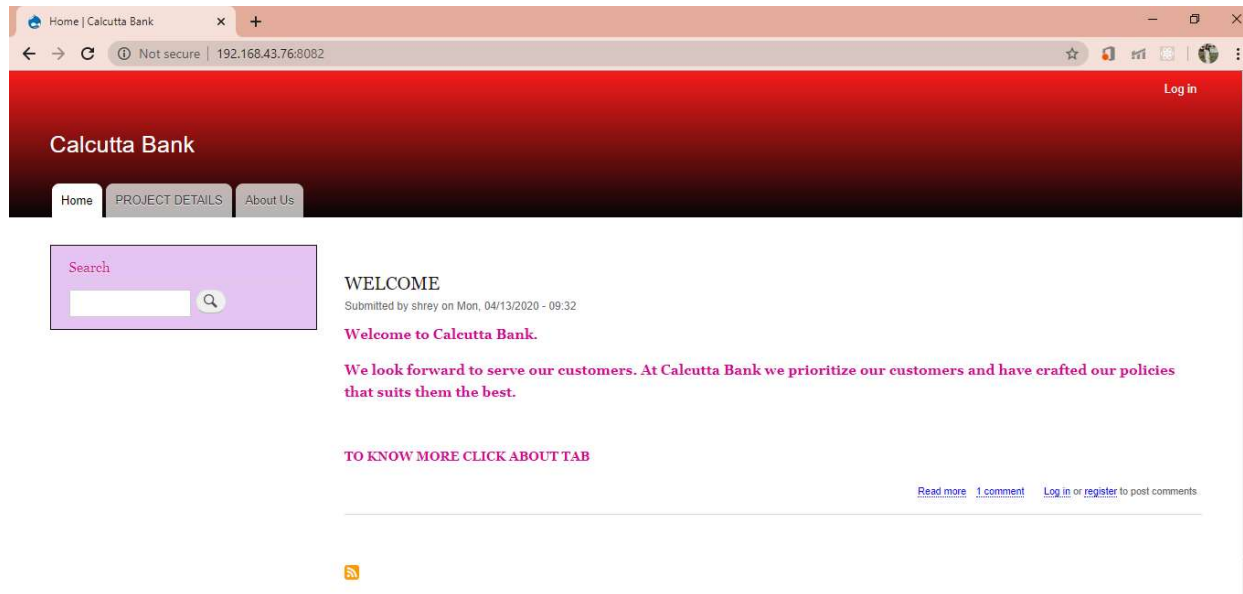 Home | Calcutta Bank
Not secure | 192.168.43.76:8082
Log in
Calcutta Bank
Home PROJECT DETAILS About Us
Search
WELCOME
Submitted by shrey on Mon, 04/13/2020 - 09:32
Welcome to Calcutta Bank.
We look forward to serve our customers. At Calcutta Bank we prioritize our customers and have crafted our policies
that suits them the best.
TO KNOW MORE CLICK ABOUT TAB
Read more 1 comment Log in or register to post comments